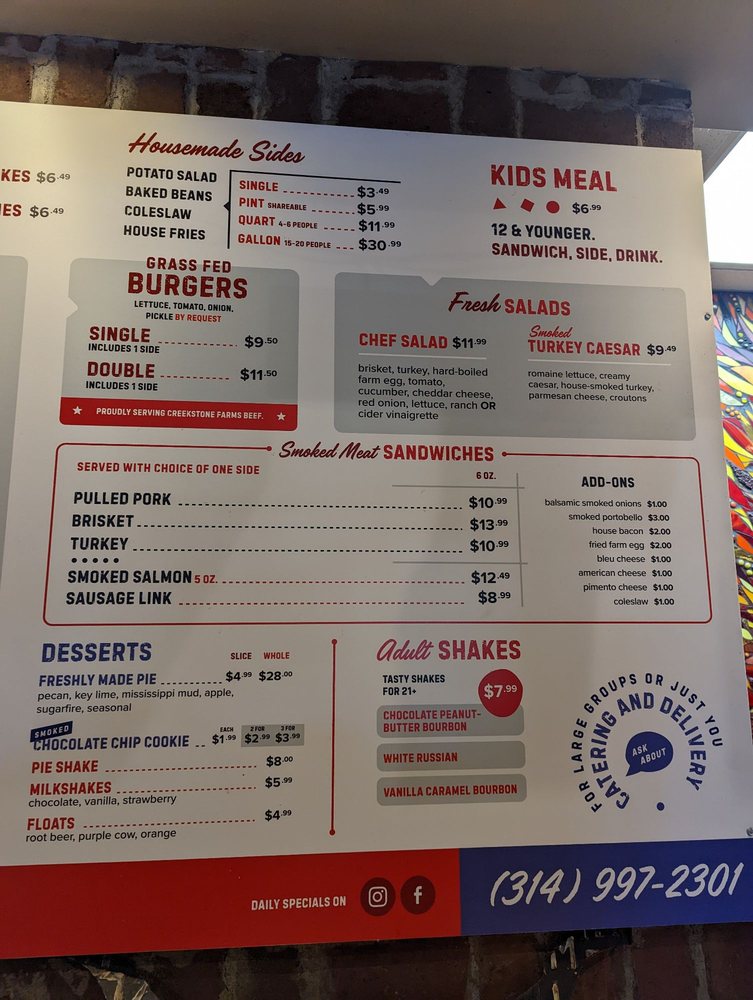 KES $6.49
IES $6.49
Housemade Sides
POTATO SALAD
BAKED BEANS
COLESLAW
HOUSE FRIES
SINGLE $3.49
PINT SHAREABLE $5.99
QUART 4-6 PEOPLE $11.99
GALLON 15-20 PEOPLE $30.99
KIDS MEAL
$6.99
12 & YOUNGER.
SANDWICH, SIDE, DRINK.
GRASS FED
BURGERS
LETTUCE, TOMATO, ONION.
PICKLE BY REQUEST
SINGLE $9.50
INCLUDES 1 SIDE
DOUBLE $11.50
INCLUDES 1 SIDE
PROUDLY SERVING CREEKSTONE FARMS BEEF.
Fresh SALADS
CHEF SALAD $11.99
brisket, turkey, hard-boiled
farm egg, tomato,
cucumber, cheddar cheese,
red onion, lettuce, ranch OR
cider vinaigrette
Smoked
TURKEY CAESAR $9.49
romaine lettuce, creamy
caesar, house-smoked turkey,
parmesan cheese, croutons
Smoked Meat SANDWICHES
SERVED WITH CHOICE OF ONE SIDE
6 OZ.
PULLED PORK $10.99
BRISKET $13.99
TURKEY $10.99
SMOKED SALMON 5 OZ. $12.49
SAUSAGE LINK $8.99
ADD-ONS
balsamic smoked onions $1.00
smoked portobello $3.00
house bacon $2.00
fried farm egg $2.00
bleu cheese $1.00
american cheese $1.00
pimento cheese $1.00
coleslaw $1.00
DESSERTS
SLICE WHOLE
FRESHLY MADE PIE $4.99 $28.00
pecan, key lime, mississippi mud, apple,
sugarfire, seasonal
SMOKED
EACH 2 FOR 3 FOR
CHOCOLATE CHIP COOKIE $1.99 $2.99 $3.99
PIE SHAKE $8.00
MILKSHAKES $5.99
chocolate, vanilla, strawberry
FLOATS $4.99
root beer, purple cow, orange
Adult SHAKES
TASTY SHAKES
FOR 21+
$7.99
CHOCOLATE PEANUT-
BUTTER BOURBON
WHITE RUSSIAN
VANILLA CARAMEL BOURBON
FOR LARGE GROUPS OR JUST YOU
CATERING AND DELIVERY
ASK
ABOUT
DAILY SPECIALS ON
(314) 997-2301